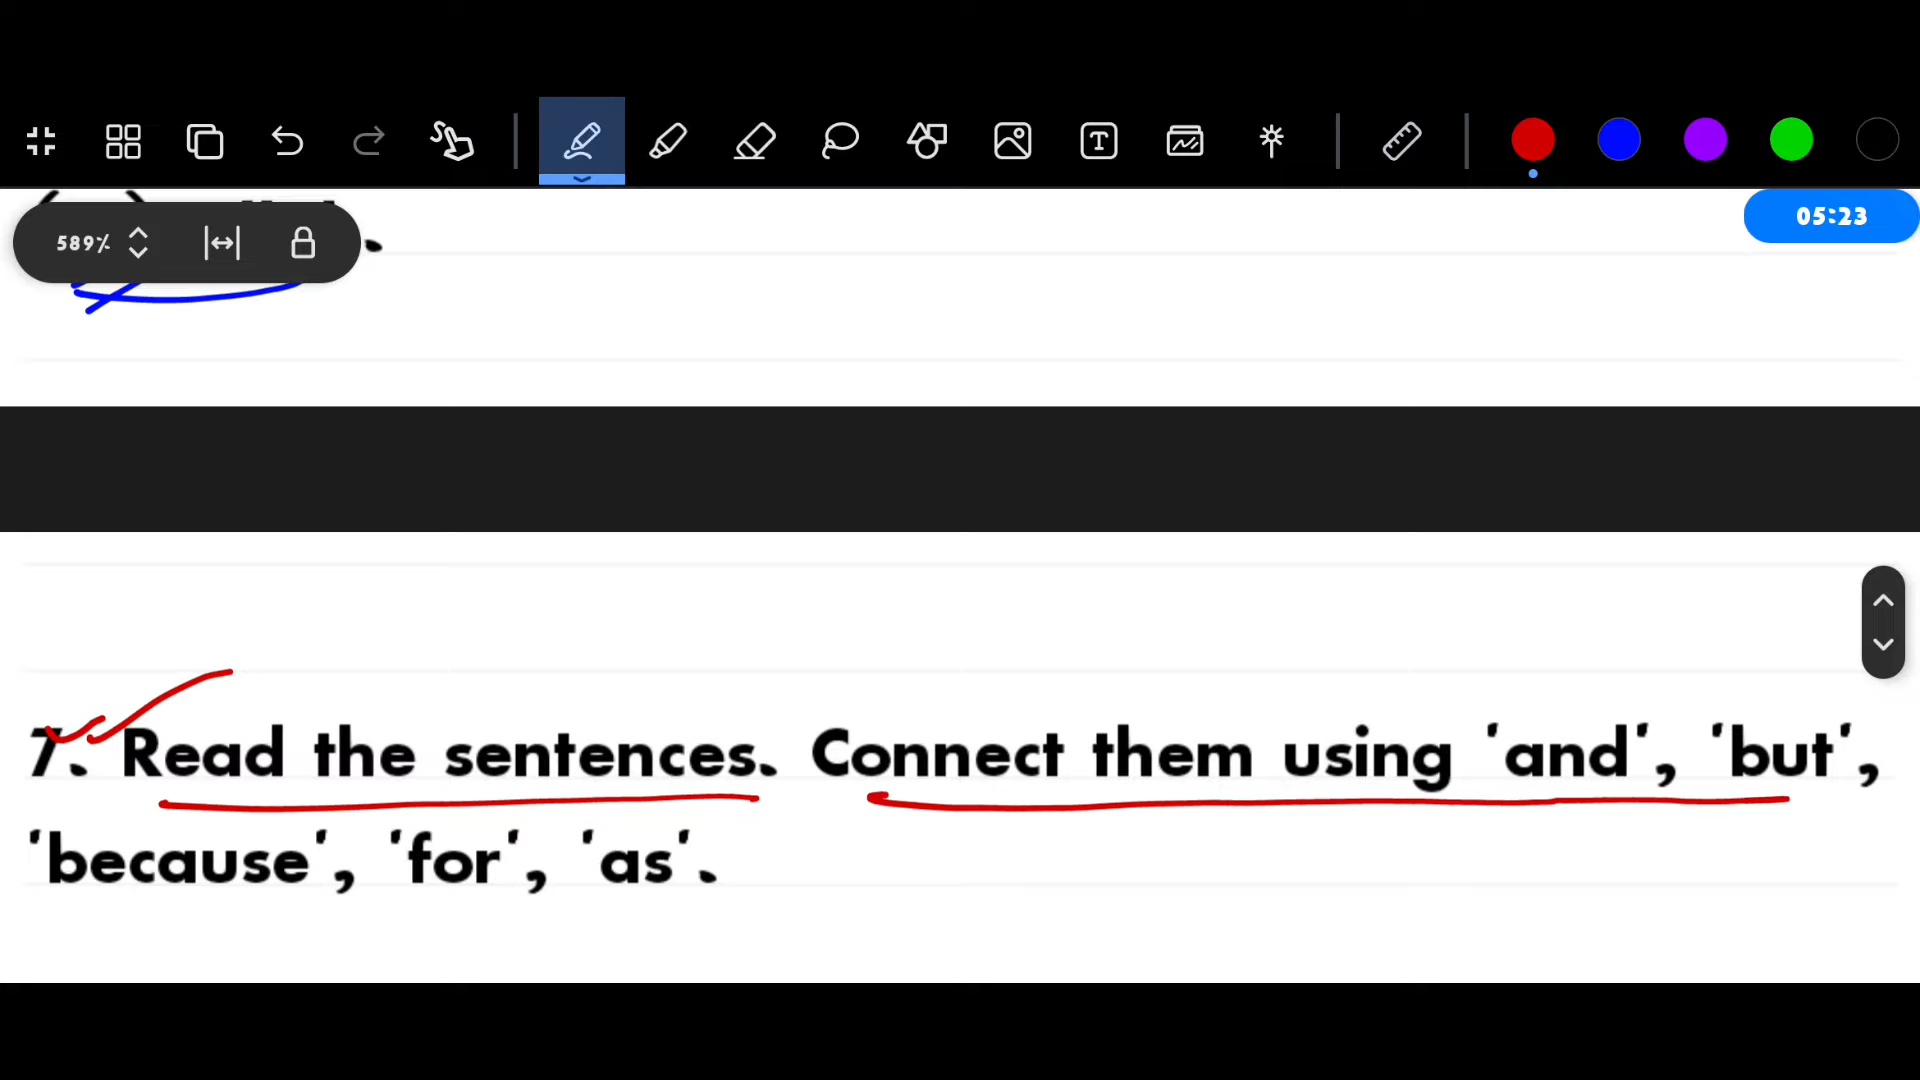 589%
05:23
7. Read the sentences. Connect them using 'and', 'but',
'because', 'for', 'as'.